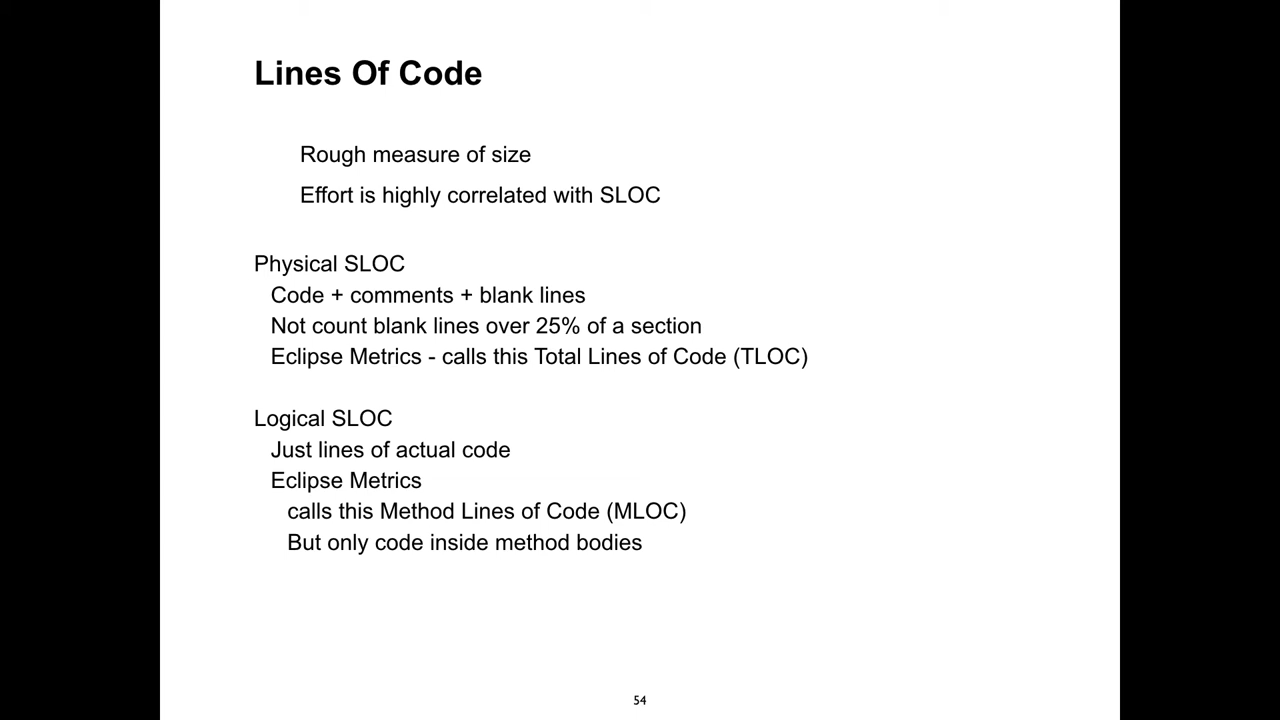 Lines Of Code
Rough measure of size
Effort is highly correlated with SLOC
Physical SLOC
Code + comments + blank lines
Not count blank lines over 25% of a section
Eclipse Metrics - calls this Total Lines of Code (TLOC)
Logical SLOC
Just lines of actual code
Eclipse Metrics
calls this Method Lines of Code (MLOC)
But only code inside method bodies
54